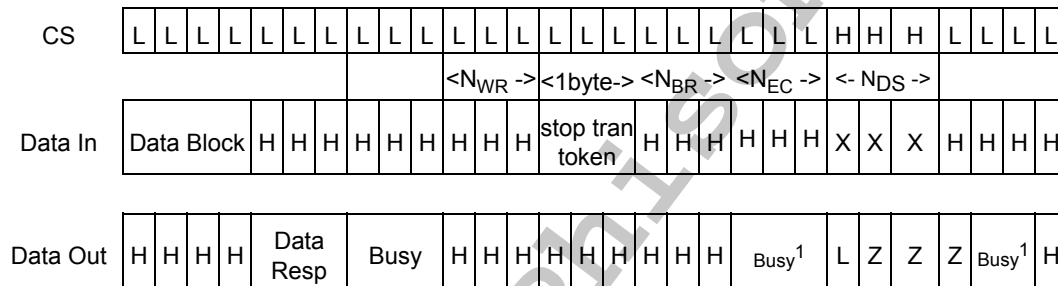 CS L L L L L L L L L L L L L L L L L L L L L L H H H L L L L
<NWR -> <1byte-> <NBR -> <NEC -> <- NDS ->
Data In Data Block H H H H H H H H H stop tran token H H H H H H X X X H H H H
Data Out H H H H Data Resp Busy H H H H H H H H H Busy1 L Z Z Z Busy1 H
phison